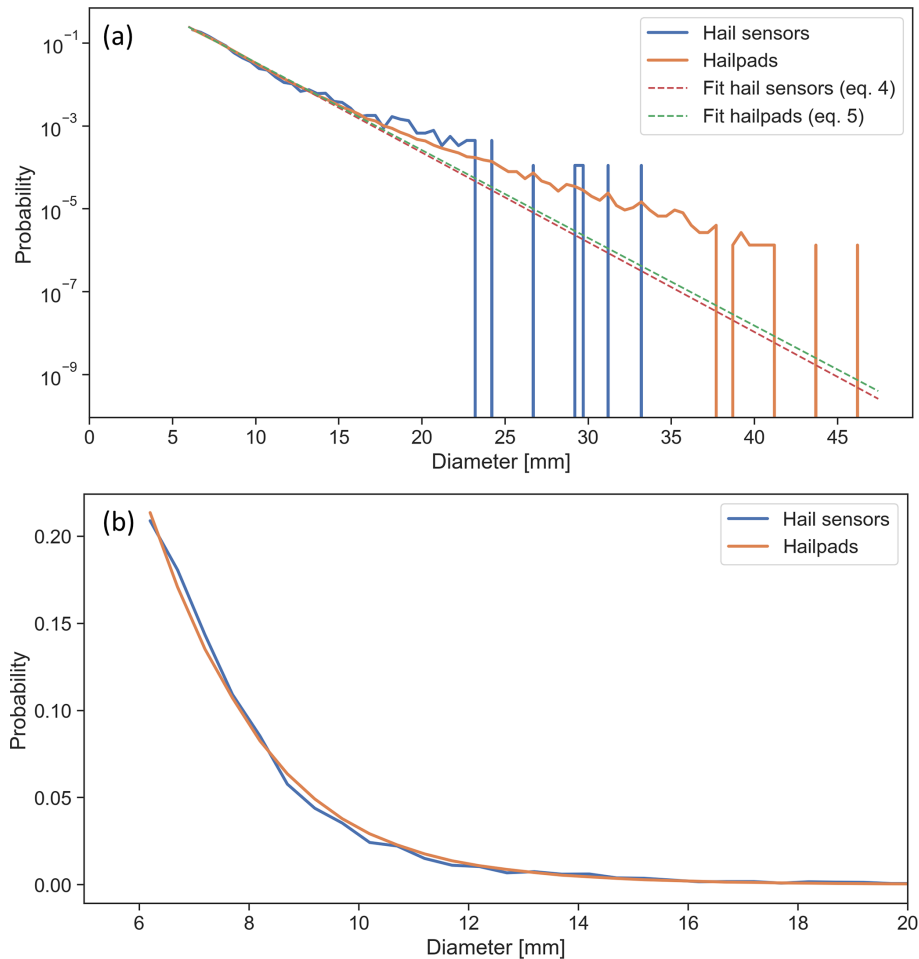 (a)
Hail sensors
Hailpads
Fit hail sensors (eq. 4)
Fit hailpads (eq. 5)
Probability
10⁻¹
10⁻³
10⁻⁵
10⁻⁷
10⁻⁹
0 5 10 15 20 25 30 35 40 45
Diameter [mm]
(b)
Hail sensors
Hailpads
Probability
0.20
0.15
0.10
0.05
0.00
6 8 10 12 14 16 18 20
Diameter [mm]